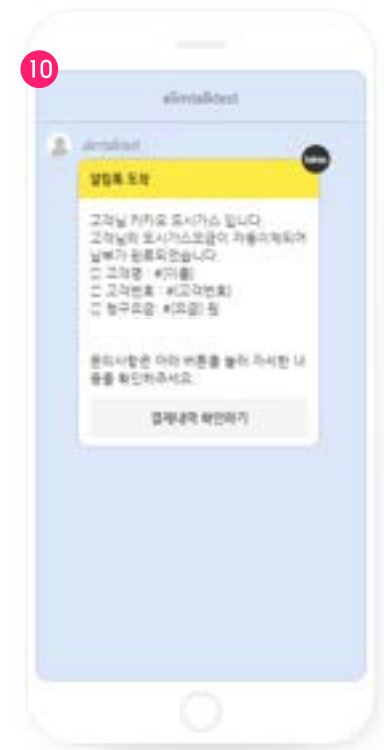 10
alimtalktest
alimtalktest
알림톡 도착
고객님 카카오 도시가스 입니다.
고객님의 도시가스요금이 자동이체되어
납부가 완료되었습니다.
□ 고객명 : #{이름}
□ 고객번호 : #{고객번호}
□ 청구요금: #{요금} 원
문의사항은 아래 버튼을 눌러 자세한 내
용을 확인해주세요.
결제내역 확인하기